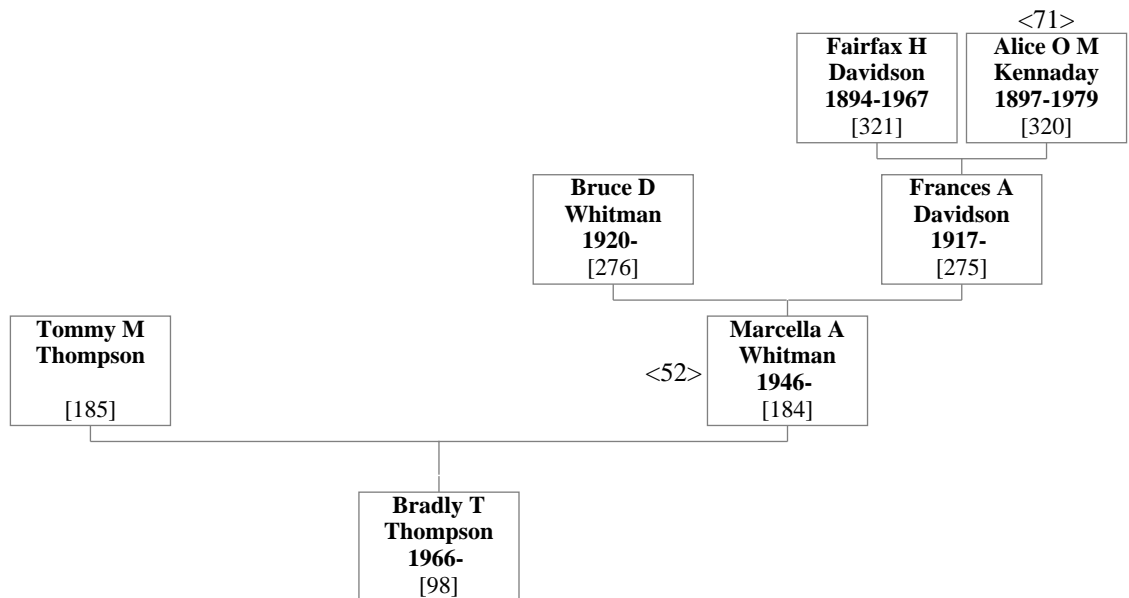 <71>
Fairfax H
Davidson
1894-1967
[321]
Alice O M
Kennaday
1897-1979
[320]
Bruce D
Whitman
1920-
[276]
Frances A
Davidson
1917-
[275]
Tommy M
Thompson
[185]
<52>
Marcella A
Whitman
1946-
[184]
Bradly T
Thompson
1966-
[98]